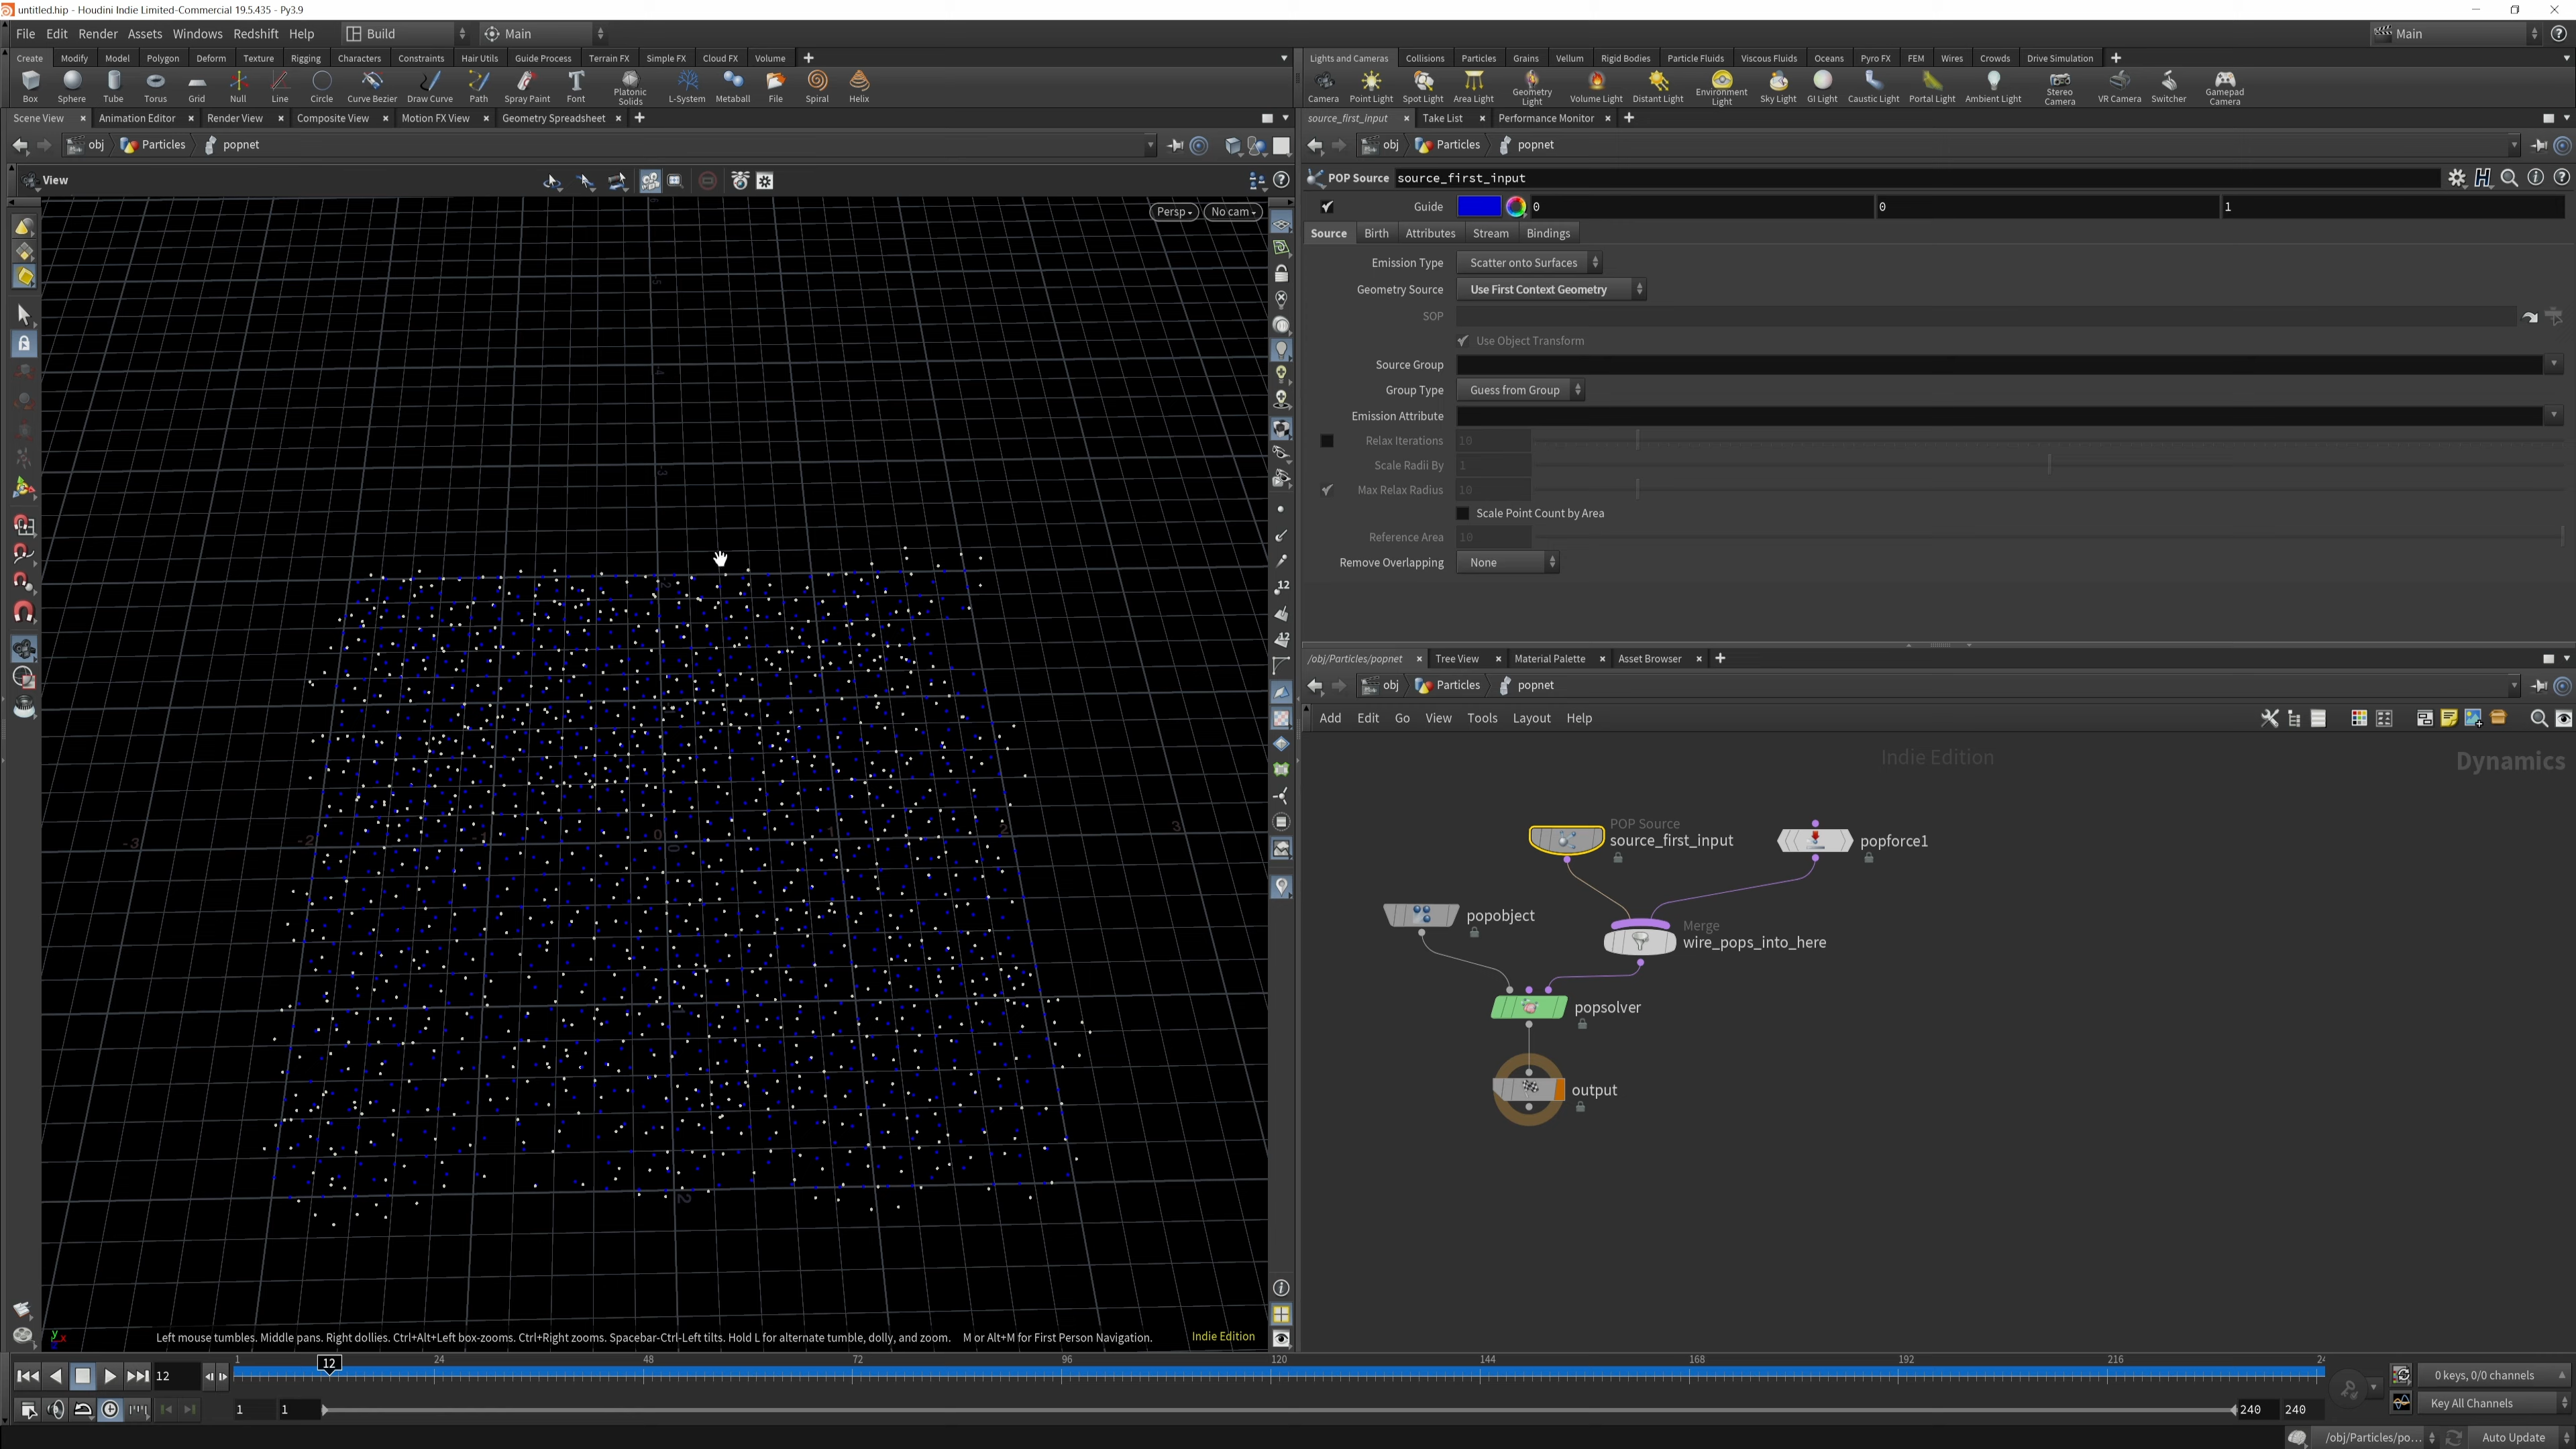 untitled.hip - Houdini Indie Limited-Commercial 19.5.435 - Py3.9
File Edit Render Assets Windows Redshift Help Build Main Main
Create Modify Model Polygon Deform Texture Rigging Characters Constraints Hair Utils Guide Process Terrain FX Simple FX Cloud FX Volume
Lights and Cameras Collisions Particles Grains Vellum Rigid Bodies Particle Fluids Viscous Fluids Oceans Pyro FX FEM Wires Crowds Drive Simulation
Box Sphere Tube Torus Grid Null Line Circle Curve Bezier Draw Curve Path Spray Paint Font Platonic Solids L-System Metaball File Spiral Helix
Camera Point Light Spot Light Area Light Geometry Light Volume Light Distant Light Environment Light Sky Light GI Light Caustic Light Portal Light Ambient Light Stereo Camera VR Camera Switcher Gamepad Camera
Scene View Animation Editor Render View Composite View Motion FX View Geometry Spreadsheet
source_first_input Take List Performance Monitor
obj Particles popnet
obj Particles popnet
View
Persp No cam
POP Source source_first_input
Guide 0 0 1
Source Birth Attributes Stream Bindings
Emission Type Scatter onto Surfaces
Geometry Source Use First Context Geometry
SOP
Use Object Transform
Source Group
Group Type Guess from Group
Emission Attribute
Relax Iterations 10
Scale Radii By 1
Max Relax Radius 10
Scale Point Count by Area
Reference Area 10
Remove Overlapping None
/obj/Particles/popnet Tree View Material Palette Asset Browser
obj Particles popnet
Add Edit Go View Tools Layout Help
Indie Edition
Dynamics
POP Source
source_first_input
popforce1
popobject
Merge
wire_pops_into_here
popsolver
output
12
12
-3 -2 -1 0 1 2 3
2
Left mouse tumbles. Middle pans. Right dollies. Ctrl+Alt+Left box-zooms. Ctrl+Right zooms. Spacebar-Ctrl-Left tilts. Hold L for alternate tumble, dolly, and zoom. M or Alt+M for First Person Navigation.
Indie Edition
12
1 12 24 48 72 96 120 144 168 192 216 24
0 keys, 0/0 channels
1 1 240 240
Key All Channels
/obj/Particles/po... Auto Update